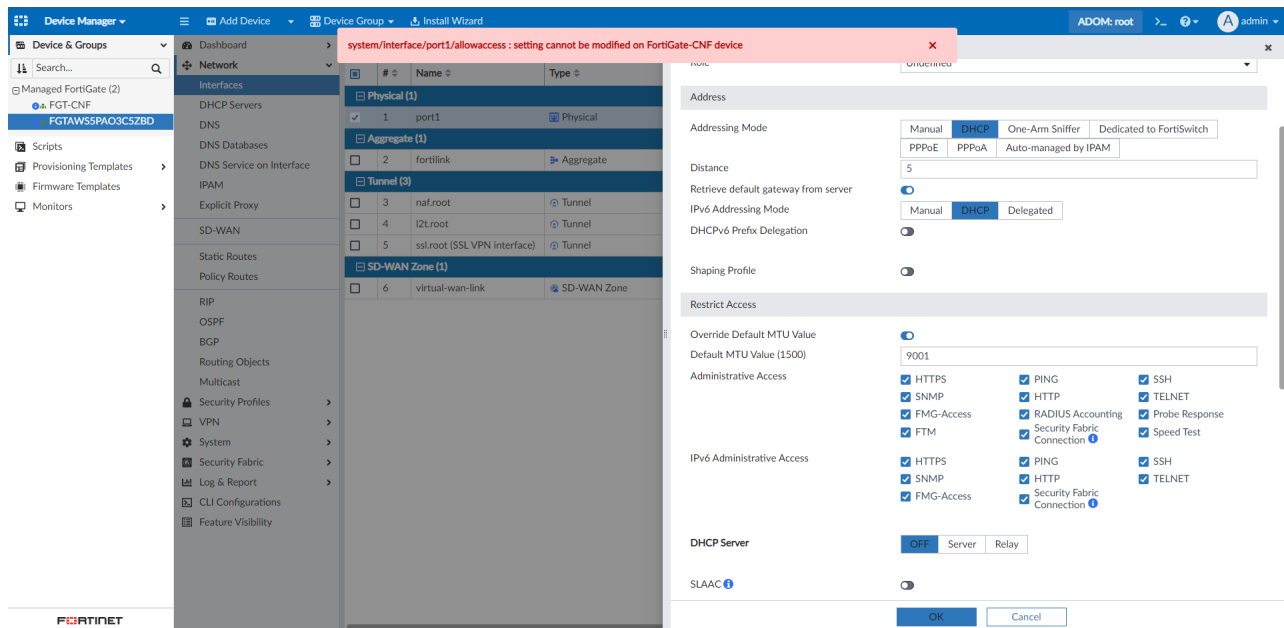 Device Manager
Add Device
Device Group
Install Wizard
ADOM: root
>_
?
A admin
system/interface/port1/allowaccess : setting cannot be modified on FortiGate-CNF device
Device & Groups
Search...
Managed FortiGate (2)
FGT-CNF
FGTAWS5PAO3C5ZBD
Scripts
Provisioning Templates
Firmware Templates
Monitors
FORTINET
Dashboard
Network
Interfaces
DHCP Servers
DNS
DNS Databases
DNS Service on Interface
IPAM
Explicit Proxy
SD-WAN
Static Routes
Policy Routes
RIP
OSPF
BGP
Routing Objects
Multicast
Security Profiles
VPN
System
Security Fabric
Log & Report
CLI Configurations
Feature Visibility
# Name Type
Physical (1)
1 port1 Physical
Aggregate (1)
2 fortilink Aggregate
Tunnel (3)
3 naf.root Tunnel
4 l2t.root Tunnel
5 ssl.root (SSL VPN interface) Tunnel
SD-WAN Zone (1)
6 virtual-wan-link SD-WAN Zone
Role Undefined
Address
Addressing Mode Manual DHCP One-Arm Sniffer Dedicated to FortiSwitch
PPPoE PPPoA Auto-managed by IPAM
Distance 5
Retrieve default gateway from server
IPv6 Addressing Mode Manual DHCP Delegated
DHCPv6 Prefix Delegation
Shaping Profile
Restrict Access
Override Default MTU Value
Default MTU Value (1500) 9001
Administrative Access HTTPS PING SSH
SNMP HTTP TELNET
FMG-Access RADIUS Accounting Probe Response
FTM Security Fabric Connection Speed Test
IPv6 Administrative Access HTTPS PING SSH
SNMP HTTP TELNET
FMG-Access Security Fabric Connection
DHCP Server OFF Server Relay
SLAAC
OK Cancel